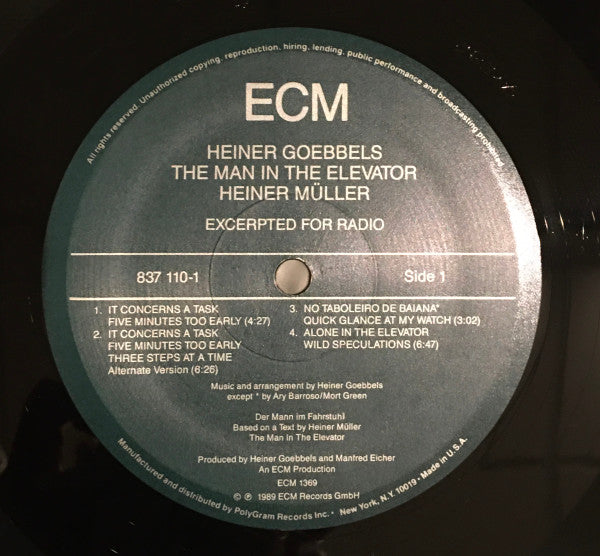 All rights reserved. Unauthorized copying, reproduction, hiring, lending, public performance and broadcasting prohibited.
ECM
HEINER GOEBBELS
THE MAN IN THE ELEVATOR
HEINER MÜLLER
EXCERPTED FOR RADIO
837 110-1
Side 1
1. IT CONCERNS A TASK
FIVE MINUTES TOO EARLY (4:27)
2. IT CONCERNS A TASK
FIVE MINUTES TOO EARLY
THREE STEPS AT A TIME
Alternate Version (6:26)
3. NO TABOLEIRO DE BAIANA*
QUICK GLANCE AT MY WATCH (3:02)
4. ALONE IN THE ELEVATOR
WILD SPECULATIONS (6:47)
Music and arrangement by Heiner Goebbels
except * by Ary Barroso/Mort Green
Der Mann im Fahrstuhl
Based on a Text by Heiner Müller
The Man In The Elevator
Produced by Heiner Goebbels and Manfred Eicher
An ECM Production
ECM 1369
© ℗ 1989 ECM Records GmbH
Manufactured and distributed by PolyGram Records Inc. • New York, N.Y. 10019 • Made in U.S.A.